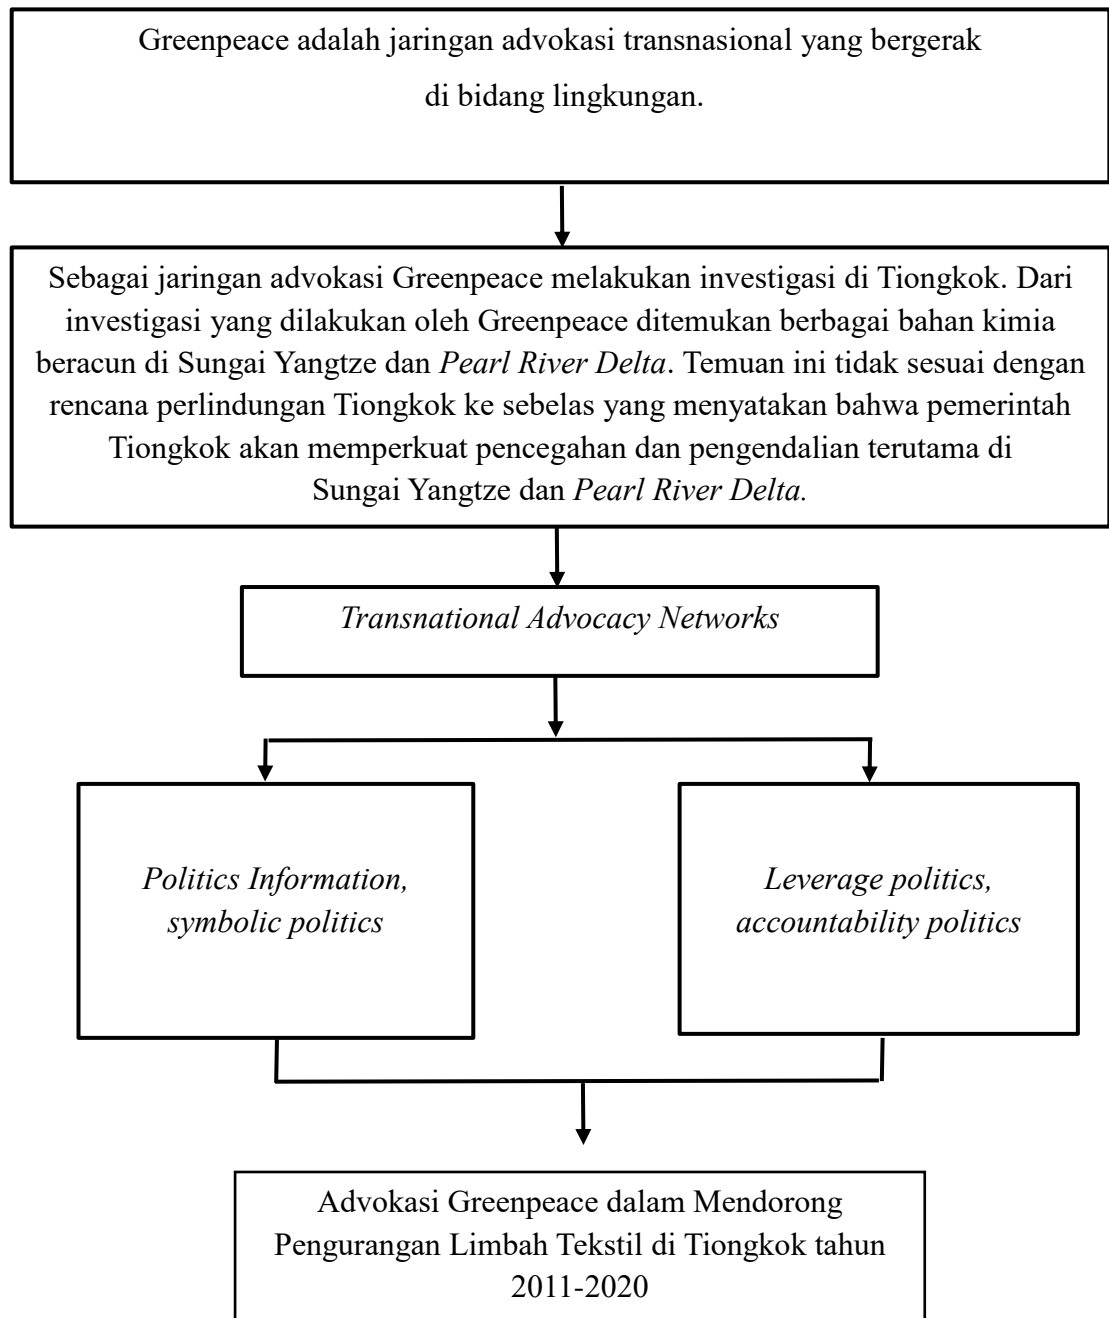 Greenpeace adalah jaringan advokasi transnasional yang bergerak
di bidang lingkungan.
Sebagai jaringan advokasi Greenpeace melakukan investigasi di Tiongkok. Dari
investigasi yang dilakukan oleh Greenpeace ditemukan berbagai bahan kimia
beracun di Sungai Yangtze dan Pearl River Delta. Temuan ini tidak sesuai dengan
rencana perlindungan Tiongkok ke sebelas yang menyatakan bahwa pemerintah
Tiongkok akan memperkuat pencegahan dan pengendalian terutama di
Sungai Yangtze dan Pearl River Delta.
Transnational Advocacy Networks
Politics Information,
symbolic politics
Leverage politics,
accountability politics
Advokasi Greenpeace dalam Mendorong
Pengurangan Limbah Tekstil di Tiongkok tahun
2011-2020